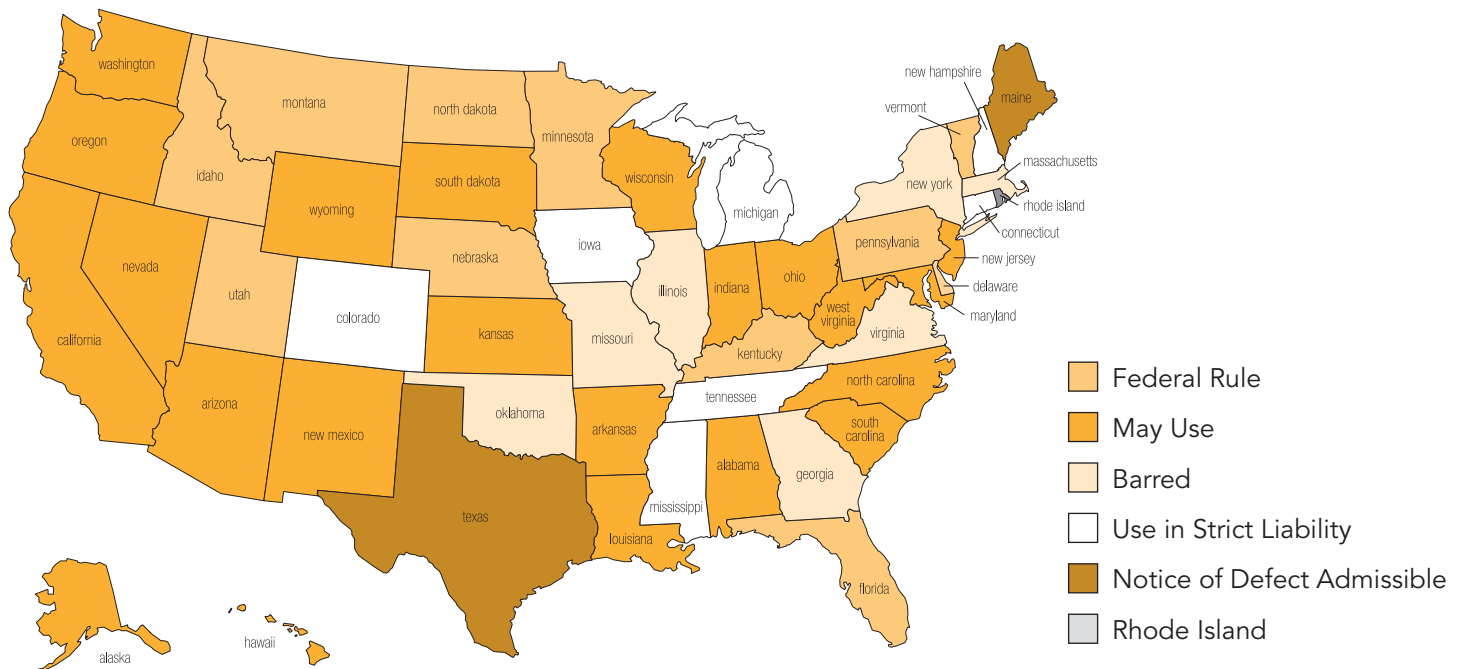 washington
oregon
california
nevada
idaho
montana
wyoming
utah
arizona
colorado
new mexico
north dakota
south dakota
nebraska
kansas
oklahoma
texas
minnesota
iowa
missouri
arkansas
louisiana
wisconsin
illinois
michigan
indiana
ohio
kentucky
tennessee
mississippi
alabama
georgia
florida
south
carolina
north carolina
virginia
west
virginia
pennsylvania
new york
vermont
new hampshire
maine
massachusetts
rhode island
connecticut
new jersey
delaware
maryland
alaska
hawaii
Federal Rule
May Use
Barred
Use in Strict Liability
Notice of Defect Admissible
Rhode Island